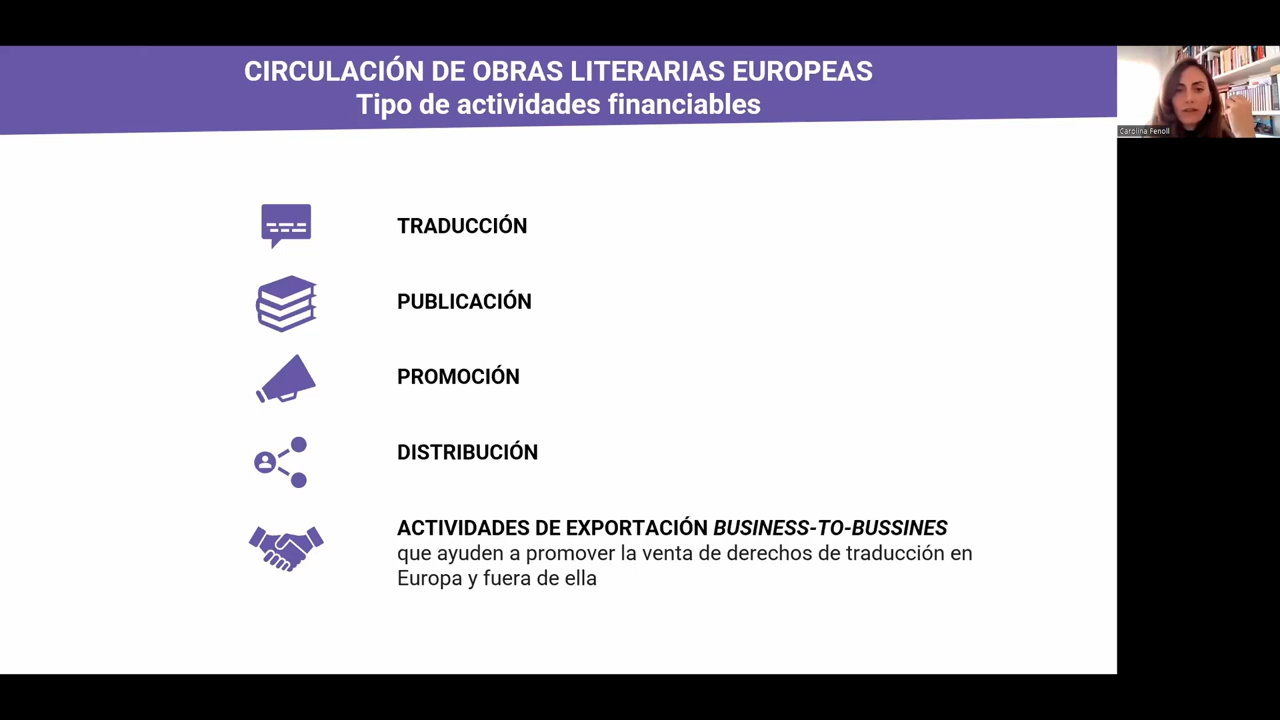 CIRCULACIÓN DE OBRAS LITERARIAS EUROPEAS
Tipo de actividades financiables
Carolina Fenoll
TRADUCCIÓN
PUBLICACIÓN
PROMOCIÓN
DISTRIBUCIÓN
ACTIVIDADES DE EXPORTACIÓN BUSINESS-TO-BUSSINES
que ayuden a promover la venta de derechos de traducción en
Europa y fuera de ella